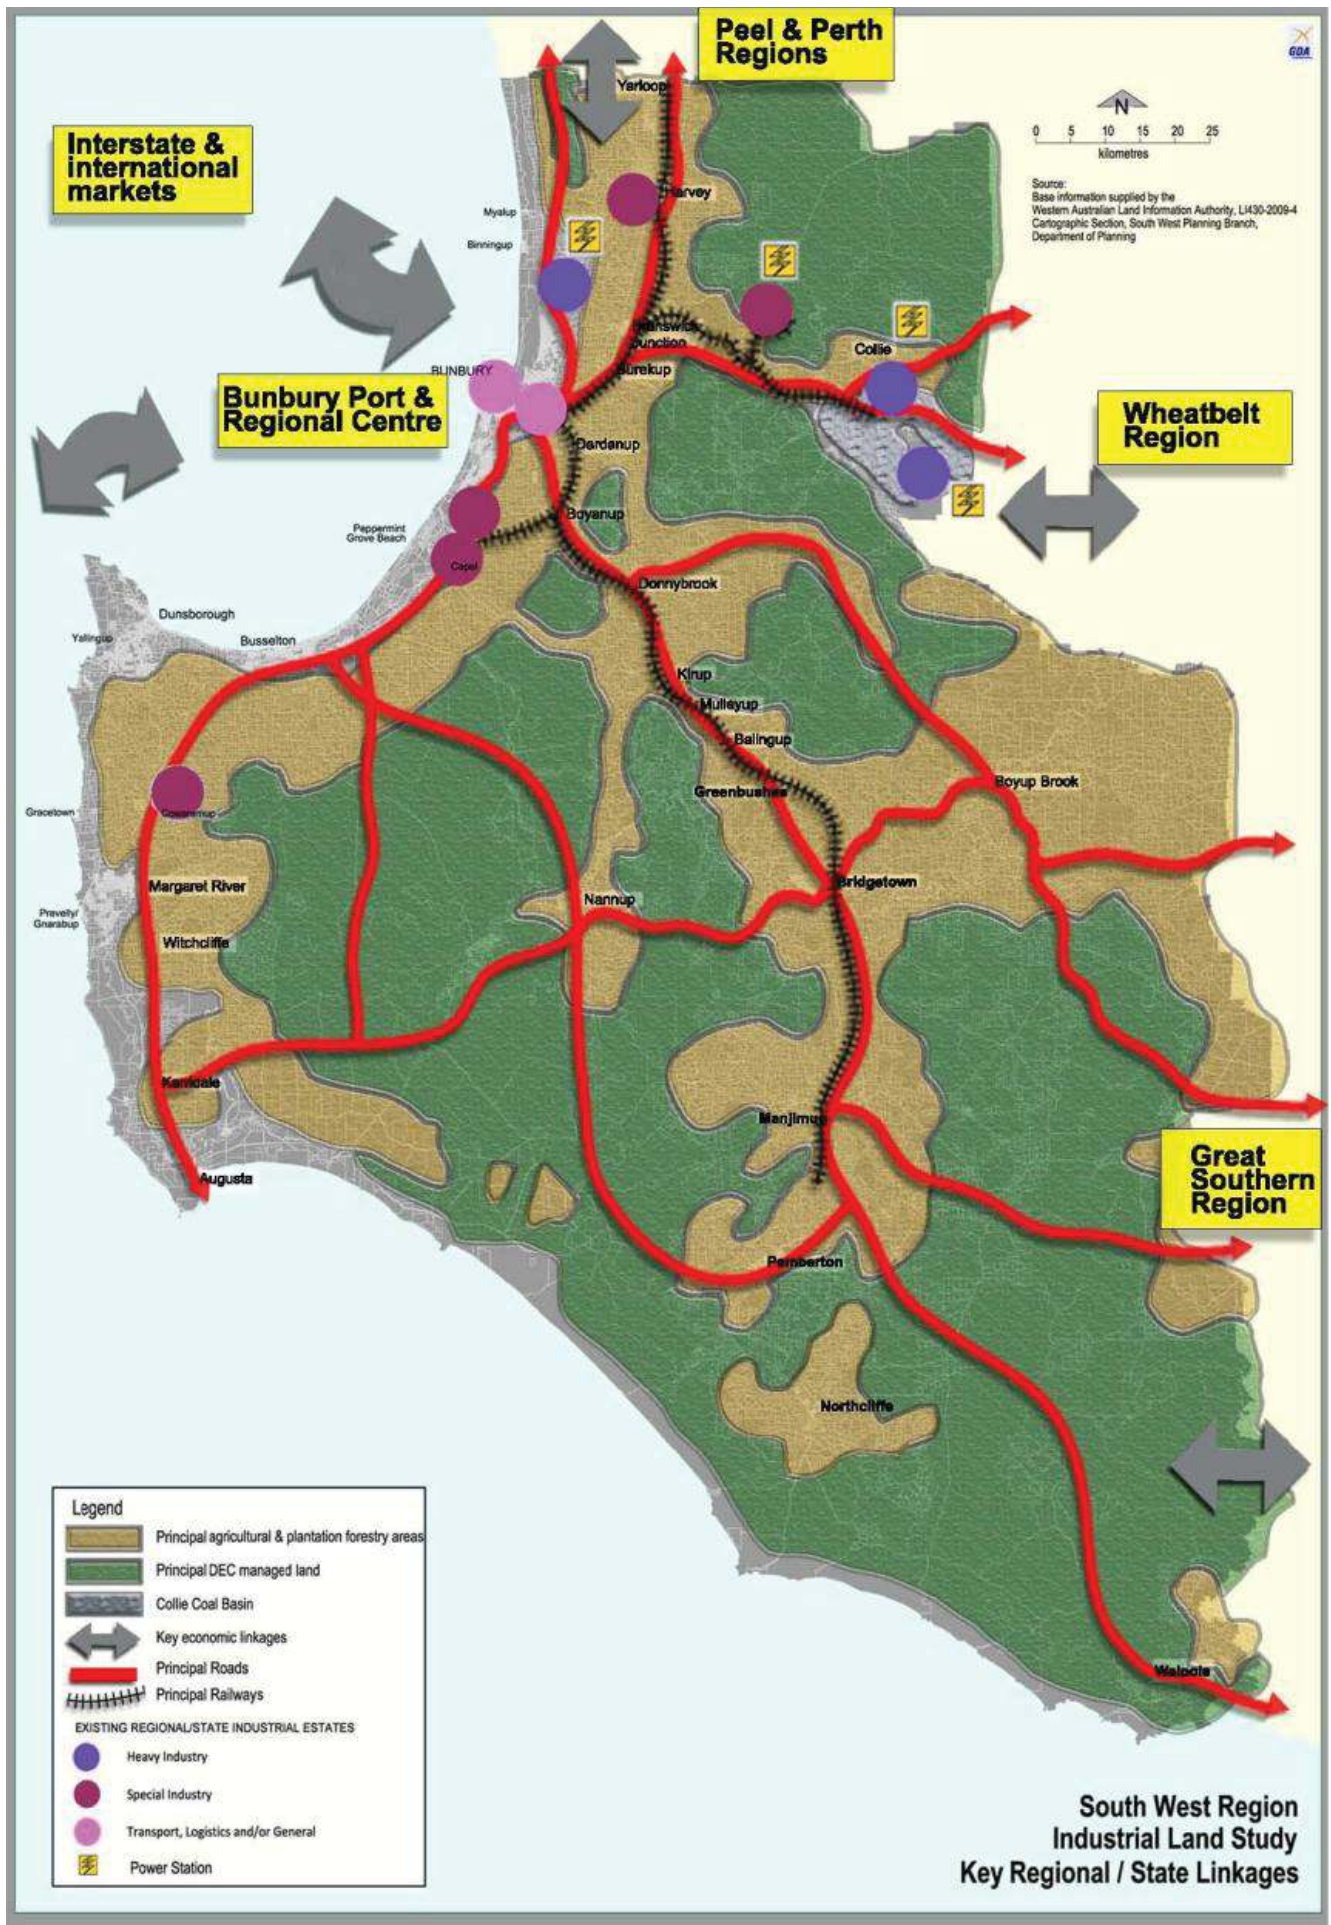 Peel & Perth
Regions
GDA
Yarloop
N
0 5 10 15 20 25
kilometres
Interstate &
international
markets
Source:
Base information supplied by the
Western Australian Land Information Authority, LI430-2009-4
Cartographic Section, South West Planning Branch,
Department of Planning
Harvey
Myalup
Binningup
Brunswick
Junction
Collie
Burekup
BUNBURY
Bunbury Port &
Regional Centre
Wheatbelt
Region
Dardanup
Boyanup
Peppermint
Grove Beach
Capel
Donnybrook
Dunsborough
Yallingup
Busselton
Kirup
Mullayup
Balingup
Greenbushes
Boyup Brook
Gracetown
Cowaramup
Margaret River
Bridgetown
Nannup
Prevelly/
Gnarabup
Witchcliffe
Karridale
Manjimup
Augusta
Great
Southern
Region
Pemberton
Northcliffe
Walpole
Legend
Principal agricultural & plantation forestry areas
Principal DEC managed land
Collie Coal Basin
Key economic linkages
Principal Roads
Principal Railways
EXISTING REGIONAL/STATE INDUSTRIAL ESTATES
Heavy Industry
Special Industry
Transport, Logistics and/or General
Power Station
South West Region
Industrial Land Study
Key Regional / State Linkages